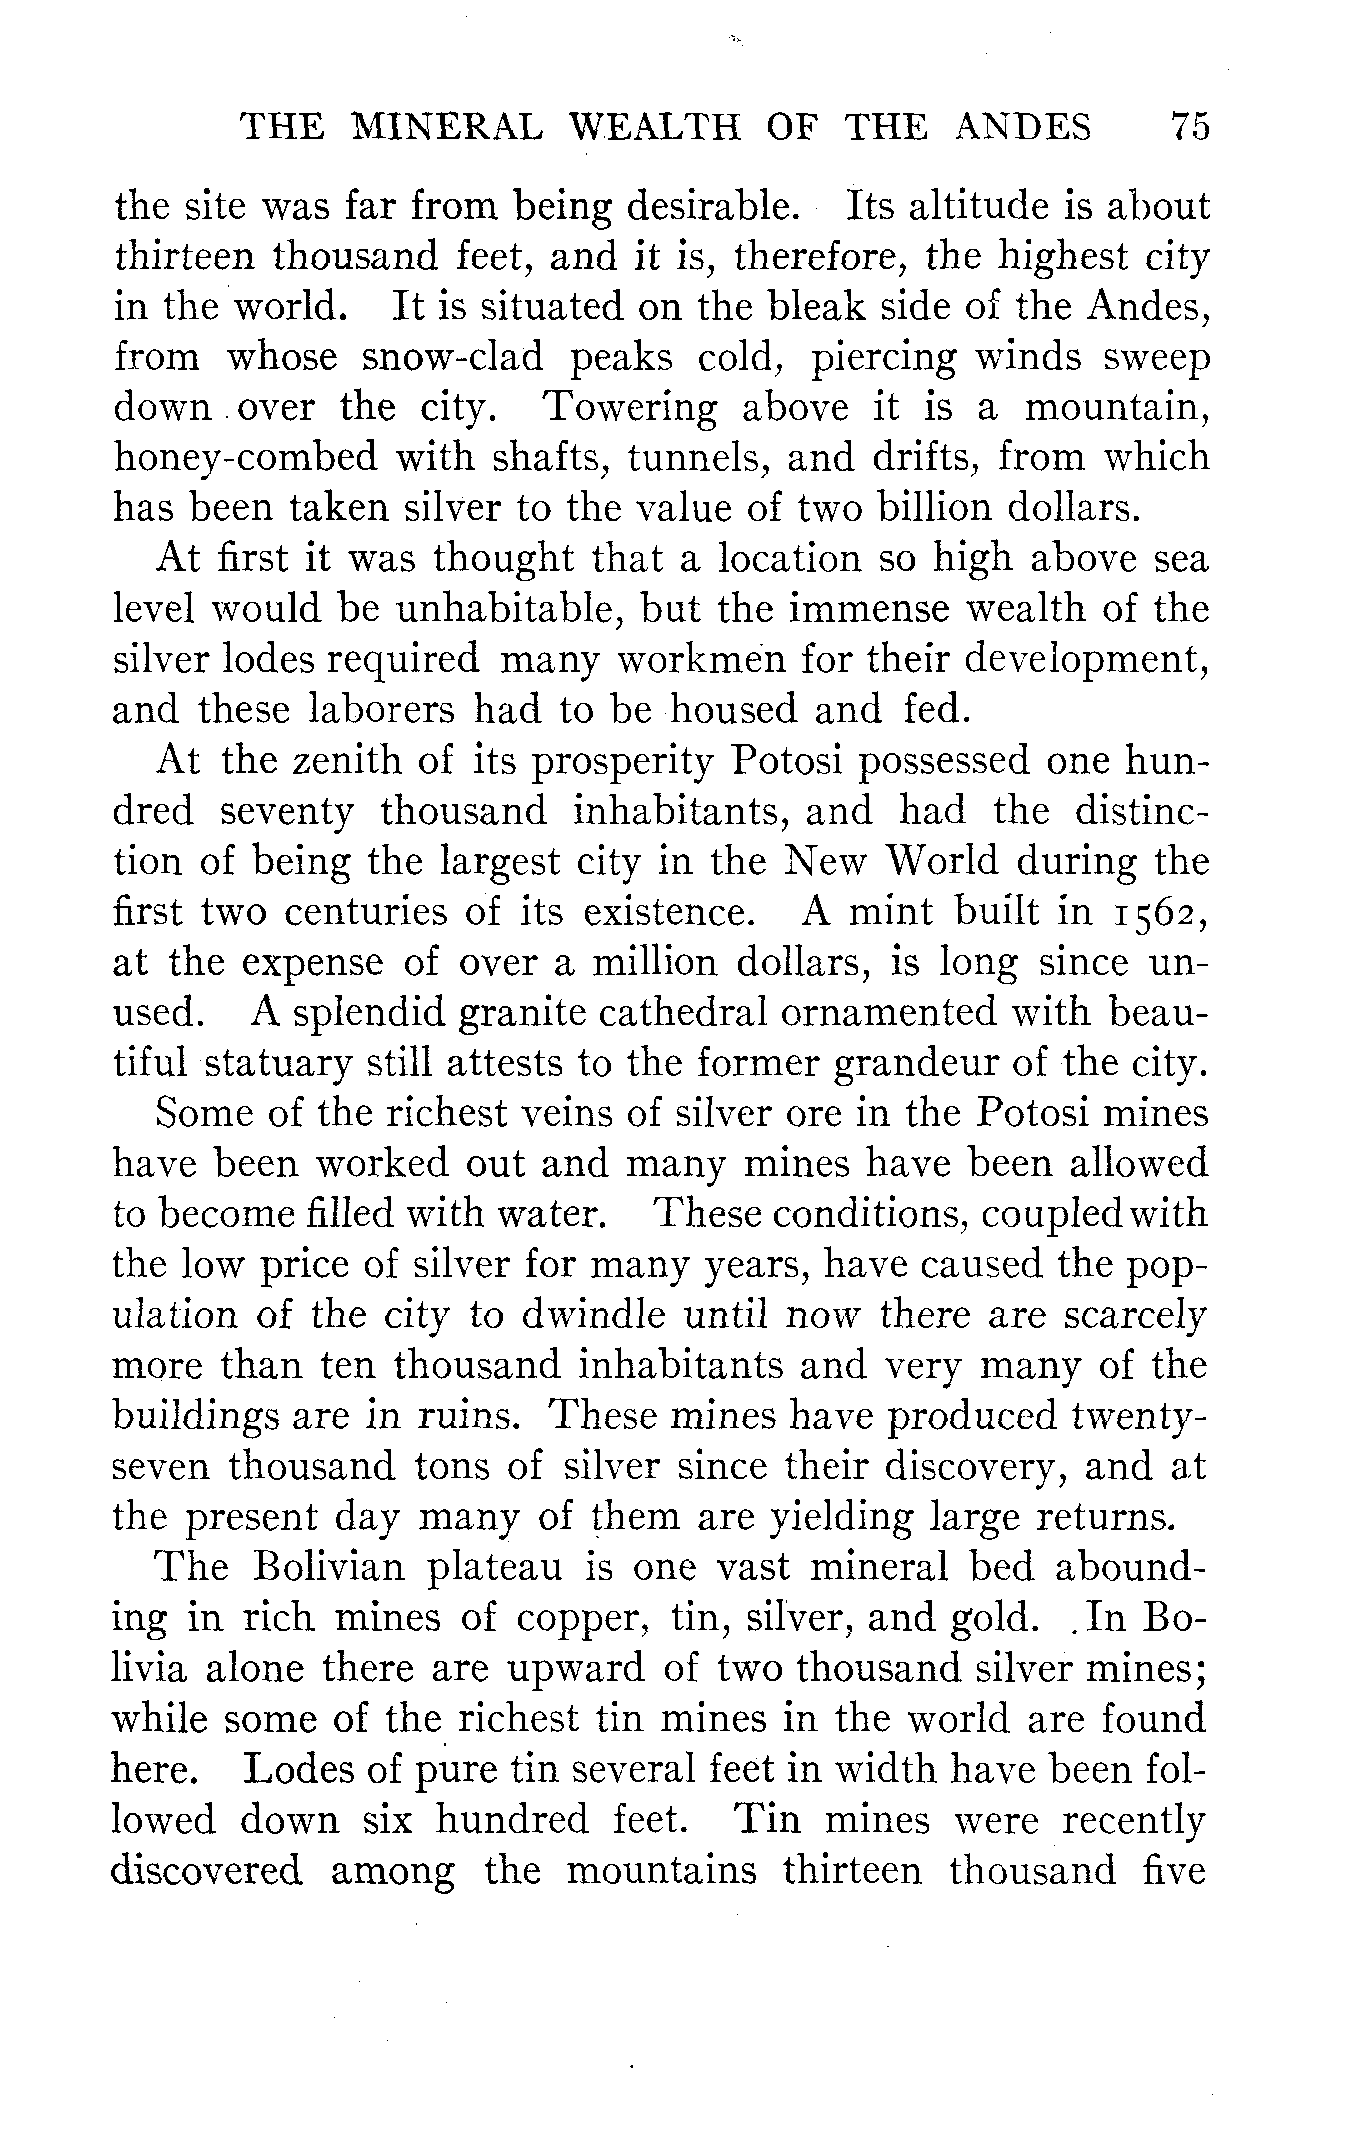 THE MINERAL WEALTH OF THE ANDES 75
the site was far from being desirable. Its altitude is about
thirteen thousand feet, and it is, therefore, the highest city
in the world. It is situated on the bleak side of the Andes,
from whose snow-clad peaks cold, piercing winds sweep
down over the city. Towering above it is a mountain,
honey-combed with shafts, tunnels, and drifts, from which
has been taken silver to the value of two billion dollars.
At first it was thought that a location so high above sea
level would be unhabitable, but the immense wealth of the
silver lodes required many workmen for their development,
and these laborers had to be housed and fed.
At the zenith of its prosperity Potosi possessed one hun-
dred seventy thousand inhabitants, and had the distinc-
tion of being the largest city in the New World during the
first two centuries of its existence. A mint built in 1562,
at the expense of over a million dollars, is long since un-
used. A splendid granite cathedral ornamented with beau-
tiful statuary still attests to the former grandeur of the city.
Some of the richest veins of silver ore in the Potosi mines
have been worked out and many mines have been allowed
to become filled with water. These conditions, coupled with
the low price of silver for many years, have caused the pop-
ulation of the city to dwindle until now there are scarcely
more than ten thousand inhabitants and very many of the
buildings are in ruins. These mines have produced twenty-
seven thousand tons of silver since their discovery, and at
the present day many of them are yielding large returns.
The Bolivian plateau is one vast mineral bed abound-
ing in rich mines of copper, tin, silver, and gold. In Bo-
livia alone there are upward of two thousand silver mines;
while some of the richest tin mines in the world are found
here. Lodes of pure tin several feet in width have been fol-
lowed down six hundred feet. Tin mines were recently
discovered among the mountains thirteen thousand five